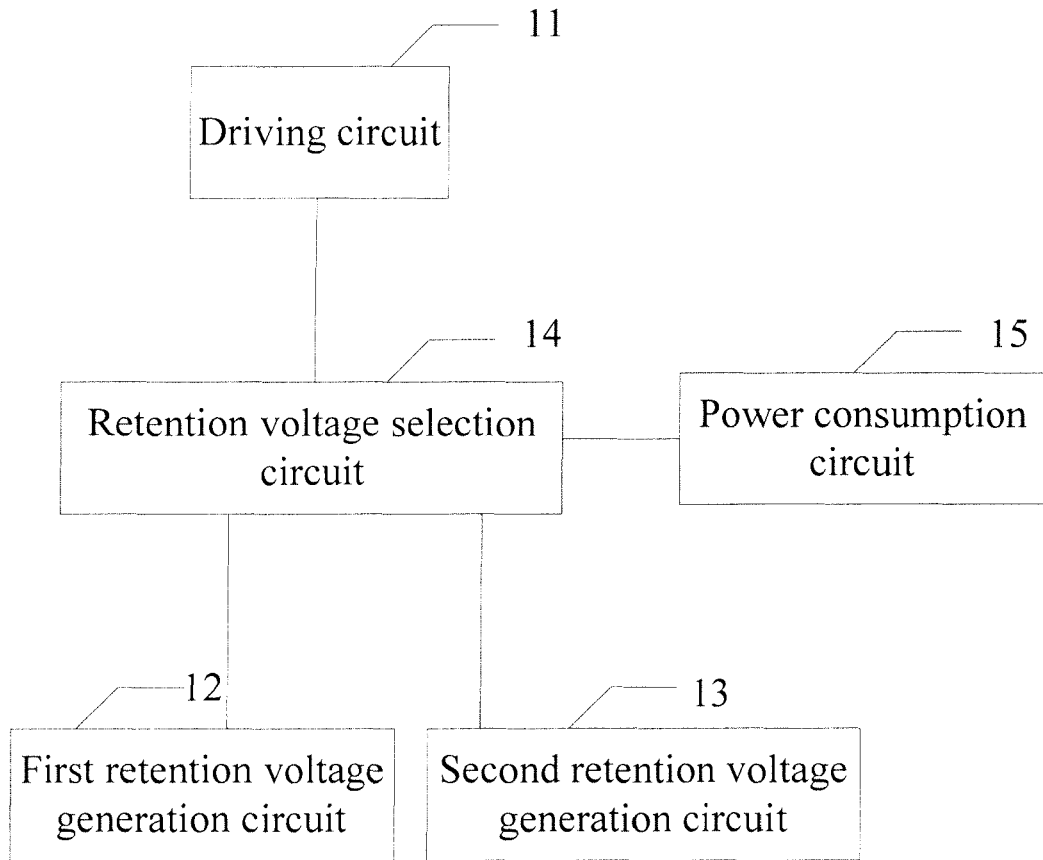 11
Driving circuit
14
Retention voltage selection
circuit
15
Power consumption
circuit
12
First retention voltage
generation circuit
13
Second retention voltage
generation circuit